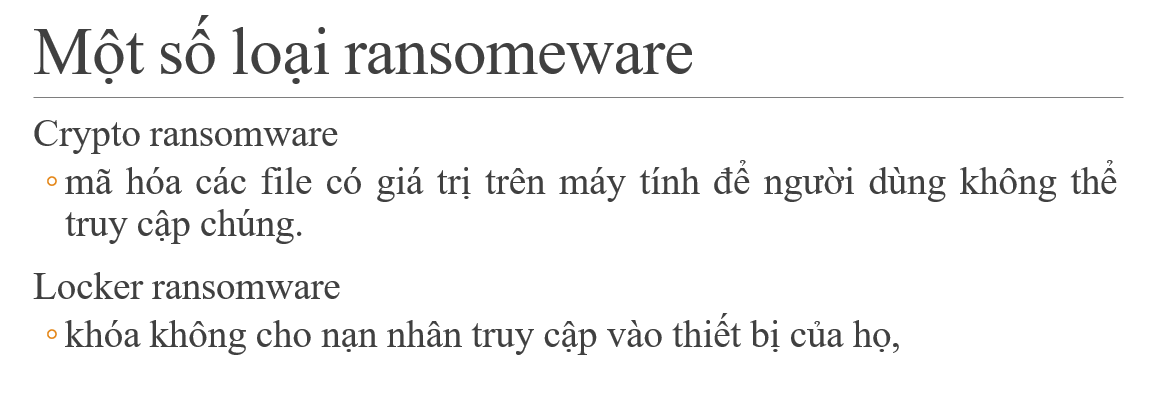 Một số loại ransomeware
Crypto ransomware
◦ mã hóa các file có giá trị trên máy tính để người dùng không thể
truy cập chúng.
Locker ransomware
◦ khóa không cho nạn nhân truy cập vào thiết bị của họ,